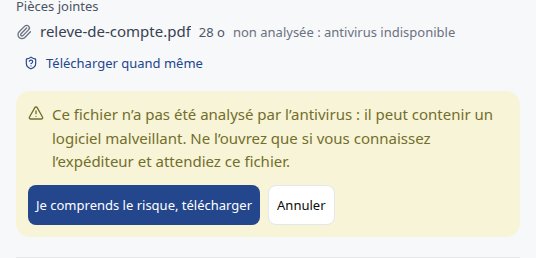 Pièces jointes
releve-de-compte.pdf 28 o non analysée : antivirus indisponible
Télécharger quand même
Ce fichier n’a pas été analysé par l’antivirus : il peut contenir un
logiciel malveillant. Ne l’ouvrez que si vous connaissez
l’expéditeur et attendiez ce fichier.
Je comprends le risque, télécharger Annuler